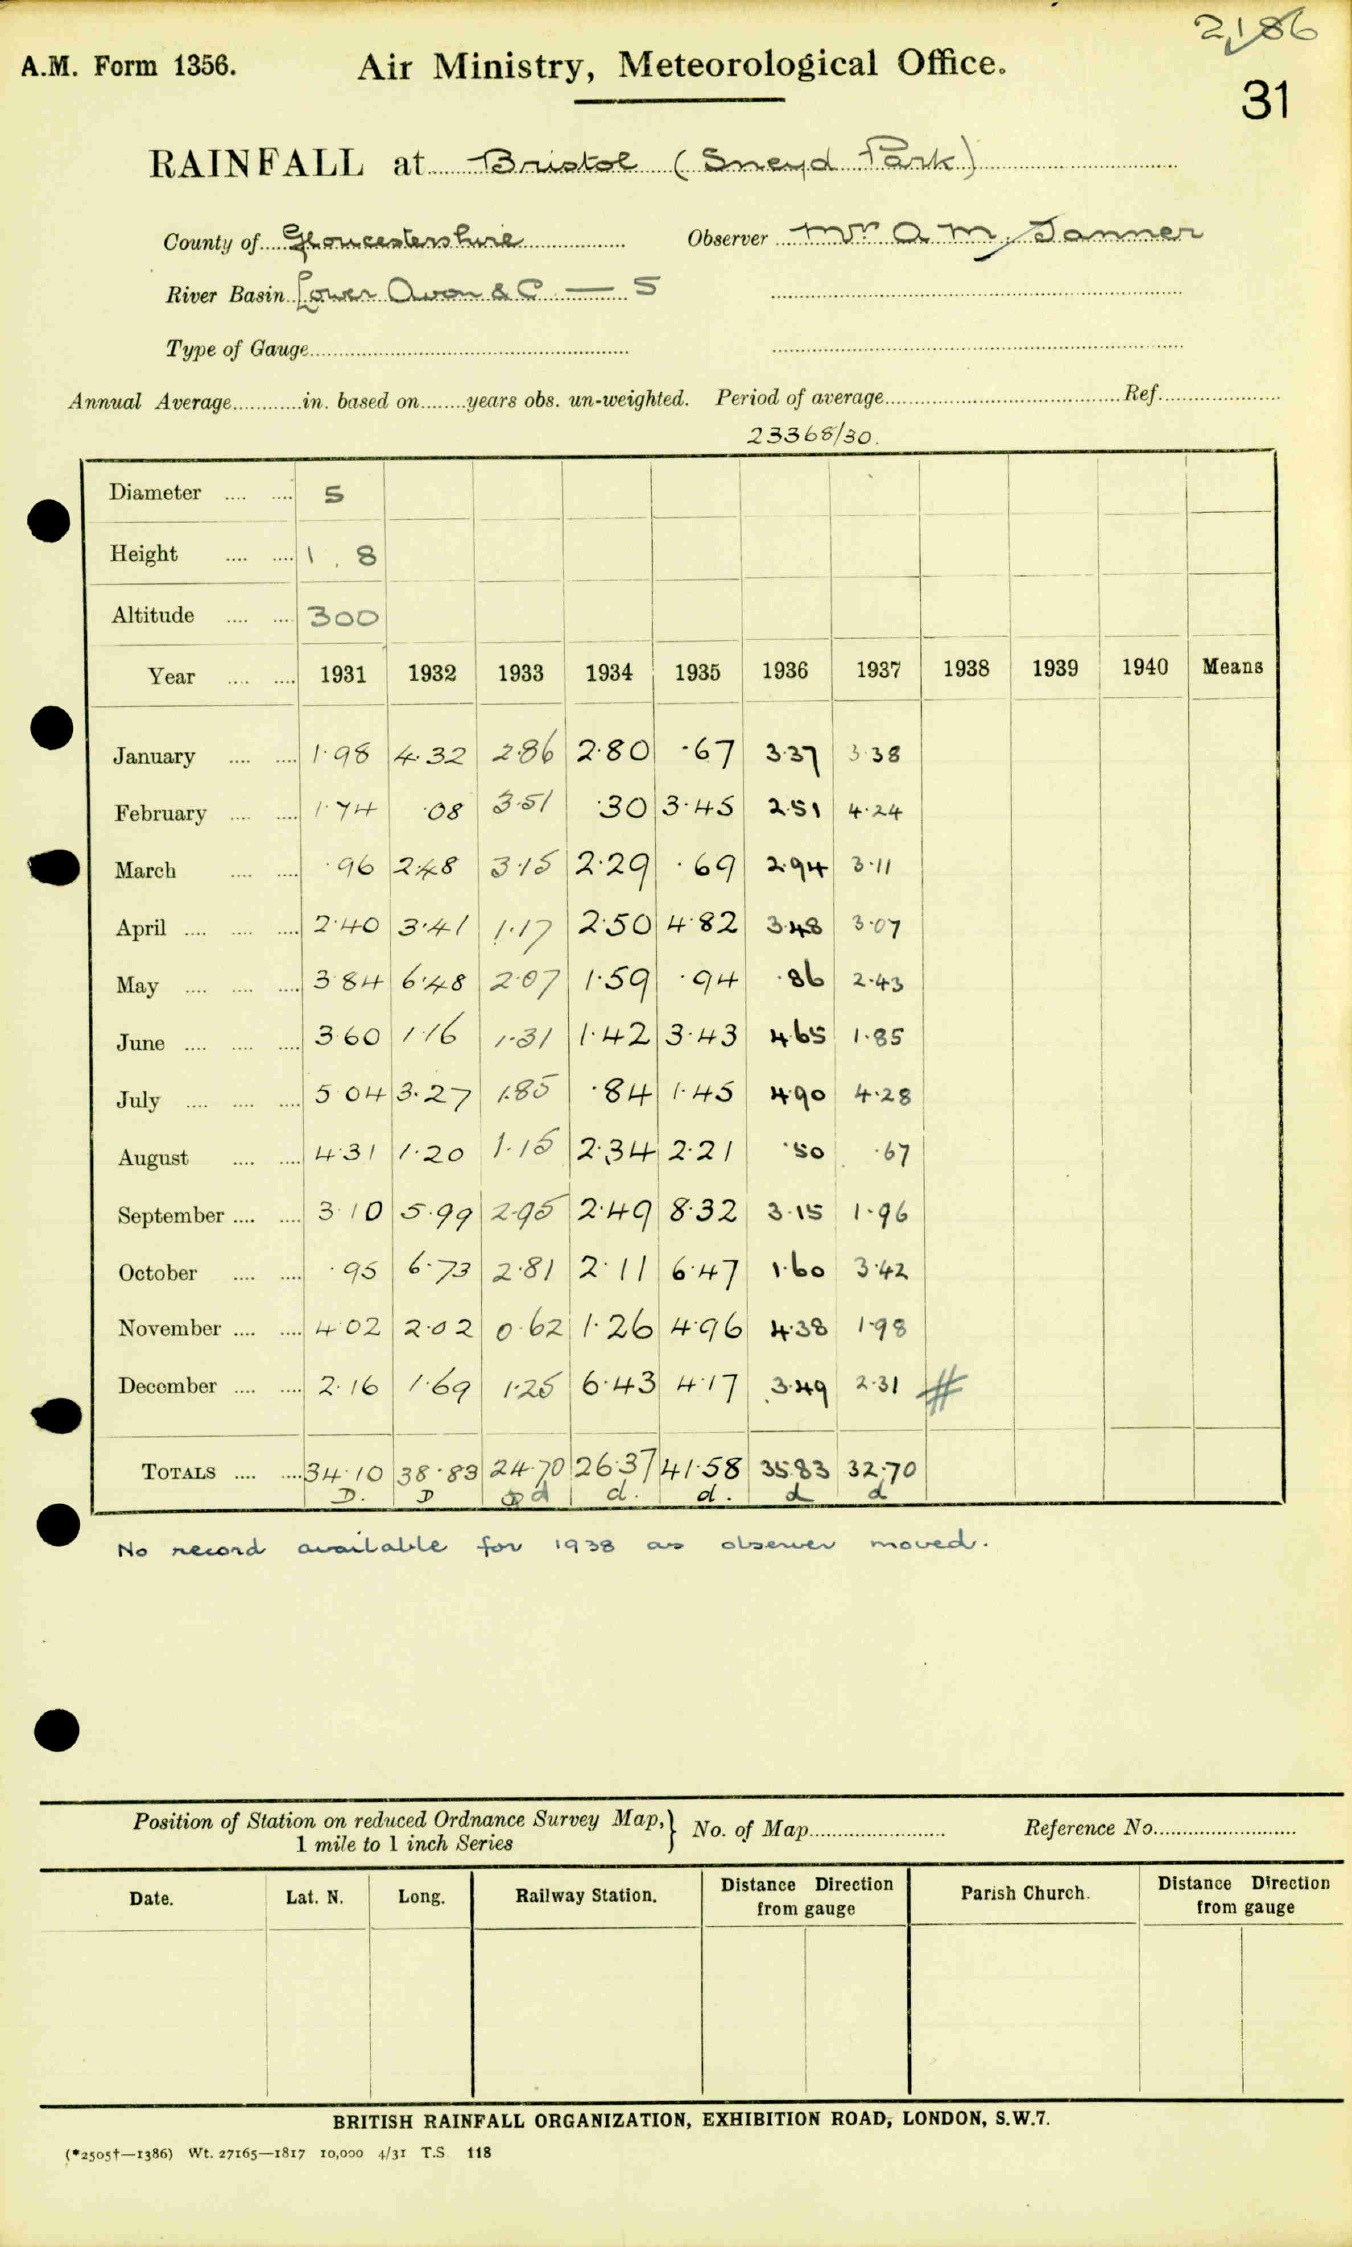 2186
A.M. Form 1356. Air Ministry, Meteorological Office.
31
RAINFALL at Bristol (Sneyd Park)
County of Gloucestershire Observer Mr A M Tanner
River Basin Lower Avon &C — 5
Type of Gauge
Annual Average in. based on years obs. un-weighted. Period of average Ref.
23368/30.
Diameter 5
Height 1 . 8
Altitude 300
Year 1931 1932 1933 1934 1935 1936 1937 1938 1939 1940 Means
January 1·98 4·32 2·86 2·80 ·67 3·37 3·38
February 1·74 ·08 3·51 ·30 3·45 2·51 4·24
March ·96 2·48 3·15 2·29 ·69 2·94 3·11
April 2·40 3·41 1·17 2·50 4·82 3·48 3·07
May 3·84 6·48 2·07 1·59 ·94 ·86 2·43
June 3·60 1·16 1·31 1·42 3·43 4·65 1·85
July 5·04 3·27 1·85 ·84 1·45 4·90 4·28
August 4·31 1·20 1·15 2·34 2·21 ·50 ·67
September 3·10 5·99 2·95 2·49 8·32 3·15 1·96
October ·95 6·73 2·81 2·11 6·47 1·60 3·42
November 4·02 2·02 0·62 1·26 4·96 4·38 1·98
December 2·16 1·69 1·25 6·43 4·17 3·49 2·31 #
TOTALS 34·10 38·83 24·70 26·37 41·58 35·83 32·70
D. D d d. d. d d
No record available for 1938 as observer moved.
Position of Station on reduced Ordnance Survey Map, } No. of Map Reference No.
1 mile to 1 inch Series
Date. Lat. N. Long. Railway Station. Distance Direction from gauge Parish Church. Distance Direction from gauge
BRITISH RAINFALL ORGANIZATION, EXHIBITION ROAD, LONDON, S.W.7.
(*2505†—1386) Wt. 27165—1817 10,000 4/31 T.S 118